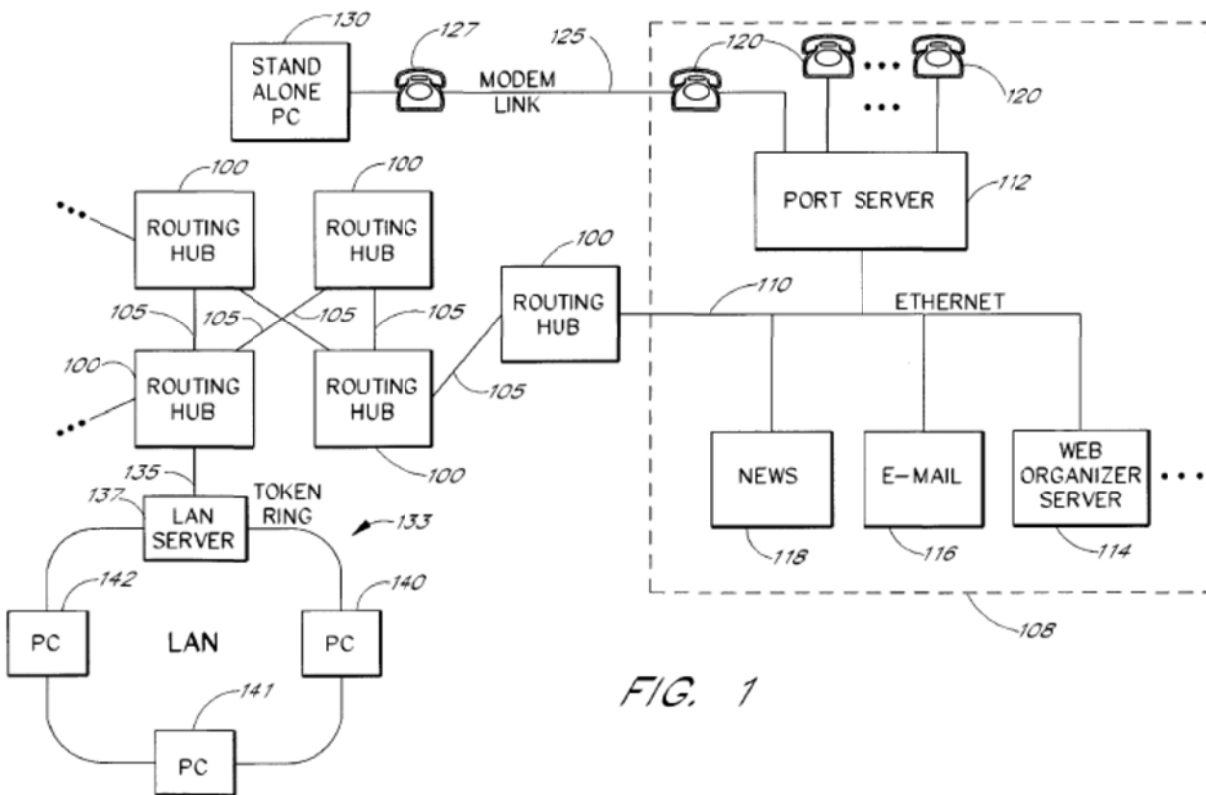 130
STAND
ALONE
PC
127
MODEM
LINK
125
120
120
120
PORT SERVER
112
100
ROUTING
HUB
100
ROUTING
HUB
100
ROUTING
HUB
105
105
105
105
105
100
ROUTING
HUB
ROUTING
HUB
100
110
ETHERNET
135
137
LAN
SERVER
TOKEN
RING
133
142
PC
140
PC
LAN
141
PC
NEWS
118
E-MAIL
116
WEB
ORGANIZER
SERVER
114
108
FIG. 1